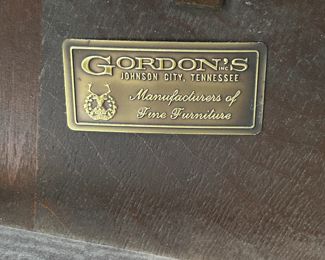 GORDON'S INC
JOHNSON CITY, TENNESSEE
Manufacturers of
Fine Furniture